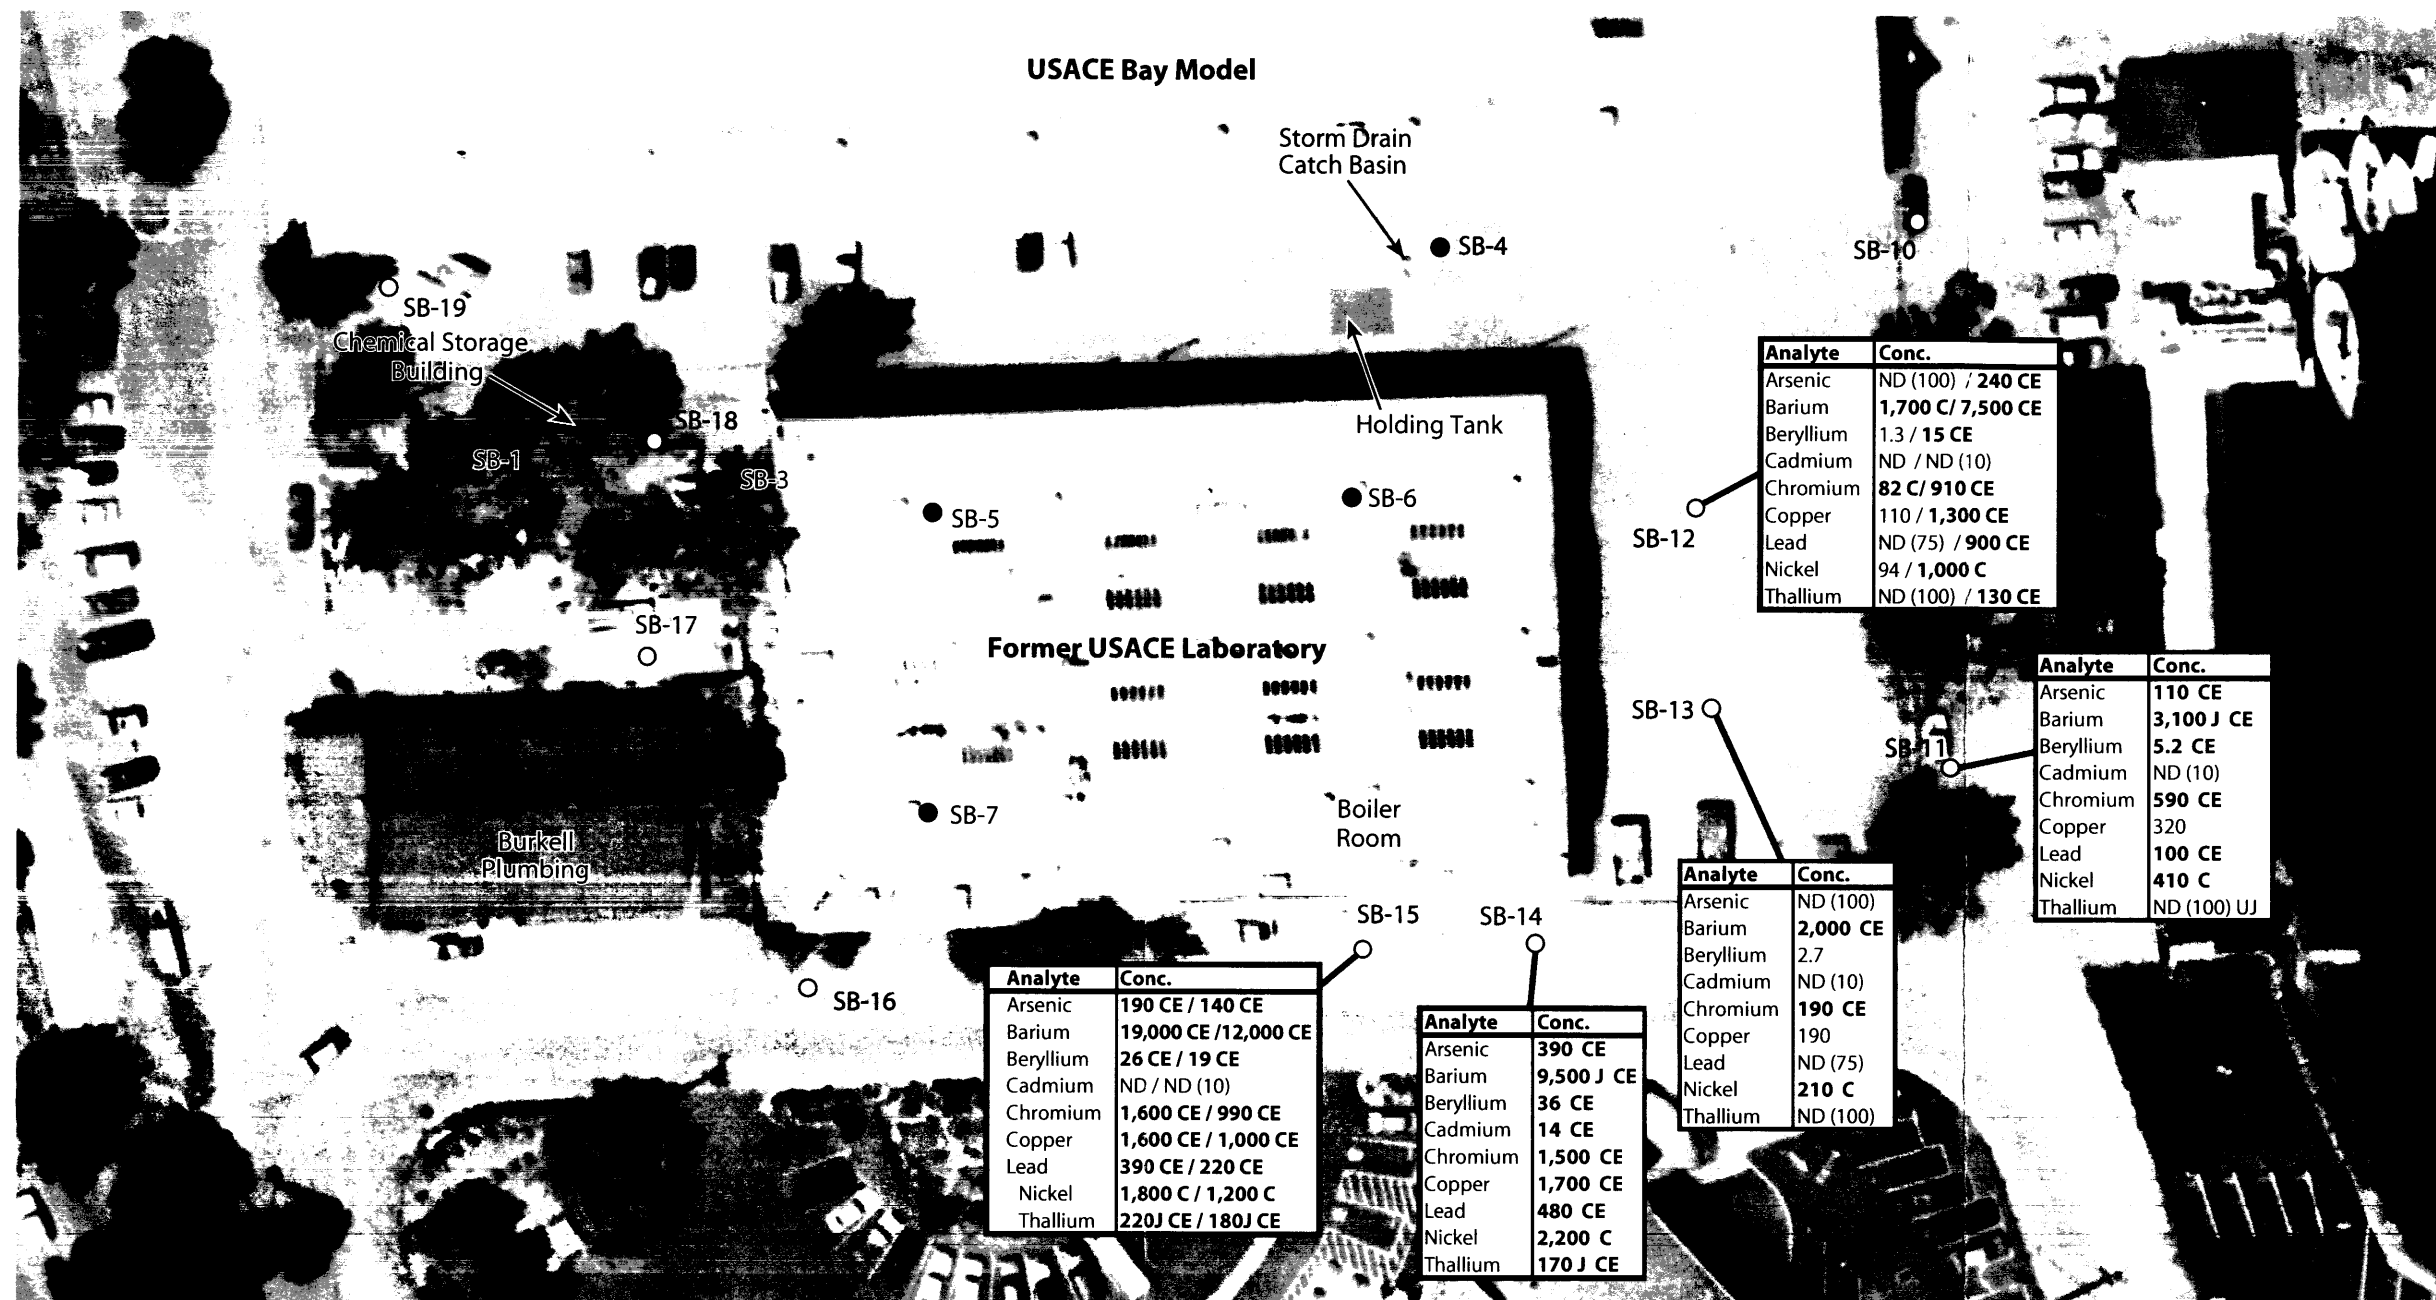 USACE Bay Model
Storm Drain
Catch Basin
SB-4
SB-10
SB-19
Chemical Storage
Building
Holding Tank
SB-18
SB-1
SB-3
SB-5
SB-6
SB-12
Analyte Conc.
Arsenic ND (100) / 240 CE
Barium 1,700 C/ 7,500 CE
Beryllium 1.3 / 15 CE
Cadmium ND / ND (10)
Chromium 82 C/ 910 CE
Copper 110 / 1,300 CE
Lead ND (75) / 900 CE
Nickel 94 / 1,000 C
Thallium ND (100) / 130 CE
SB-17
Former USACE Laboratory
SB-13
SB-11
Analyte Conc.
Arsenic 110 CE
Barium 3,100 J CE
Beryllium 5.2 CE
Cadmium ND (10)
Chromium 590 CE
Copper 320
Lead 100 CE
Nickel 410 C
Thallium ND (100) UJ
SB-7
Boiler
Room
Burkell
Plumbing
SB-15
SB-14
Analyte Conc.
Arsenic ND (100)
Barium 2,000 CE
Beryllium 2.7
Cadmium ND (10)
Chromium 190 CE
Copper 190
Lead ND (75)
Nickel 210 C
Thallium ND (100)
SB-16
Analyte Conc.
Arsenic 190 CE / 140 CE
Barium 19,000 CE /12,000 CE
Beryllium 26 CE / 19 CE
Cadmium ND / ND (10)
Chromium 1,600 CE / 990 CE
Copper 1,600 CE / 1,000 CE
Lead 390 CE / 220 CE
Nickel 1,800 C / 1,200 C
Thallium 220J CE / 180J CE
Analyte Conc.
Arsenic 390 CE
Barium 9,500 J CE
Beryllium 36 CE
Cadmium 14 CE
Chromium 1,500 CE
Copper 1,700 CE
Lead 480 CE
Nickel 2,200 C
Thallium 170 J CE